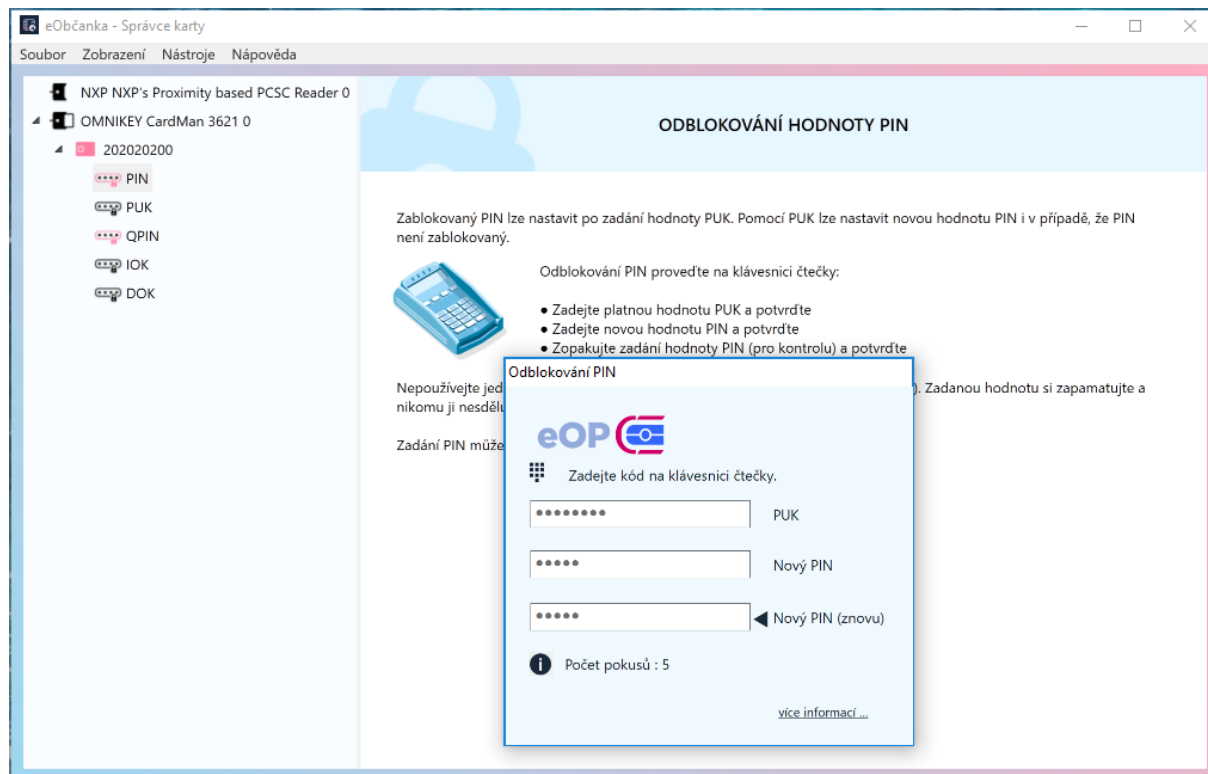 eObčanka - Správce karty
Soubor Zobrazení Nástroje Nápověda
NXP NXP's Proximity based PCSC Reader 0
OMNIKEY CardMan 3621 0
202020200
PIN
PUK
QPIN
IOK
DOK
ODBLOKOVÁNÍ HODNOTY PIN
Zablokovaný PIN lze nastavit po zadání hodnoty PUK. Pomocí PUK lze nastavit novou hodnotu PIN i v případě, že PIN
není zablokovaný.
Odblokování PIN proveďte na klávesnici čtečky:
● Zadejte platnou hodnotu PUK a potvrďte
● Zadejte novou hodnotu PIN a potvrďte
● Zopakujte zadání hodnoty PIN (pro kontrolu) a potvrďte
Nepoužívejte jed ). Zadanou hodnotu si zapamatujte a
nikomu ji nesdělu
Zadání PIN může
Odblokování PIN
eOP
Zadejte kód na klávesnici čtečky.
PUK
Nový PIN
Nový PIN (znovu)
Počet pokusů : 5
více informací ...